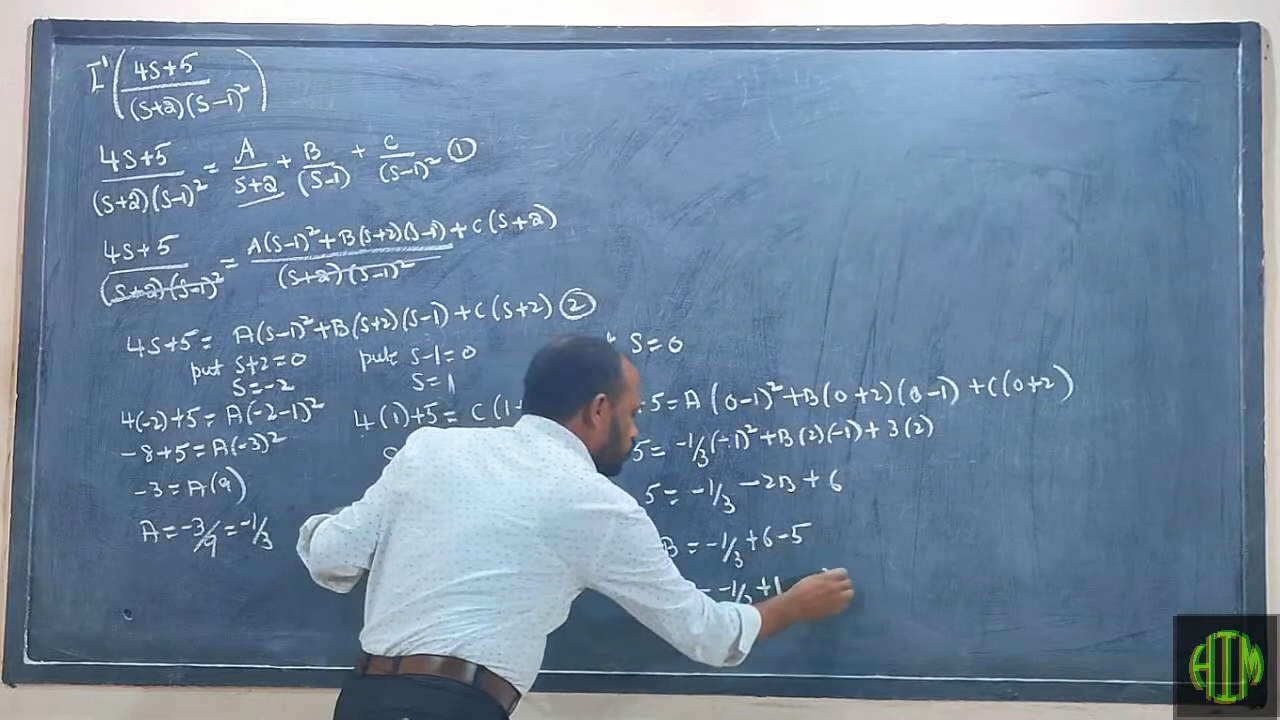 L⁻¹(4S+5/(S+2)(S-1)²)
4S+5/(S+2)(S-1)² = A/S+2 + B/(S-1) + C/(S-1)² ①
4S+5/(S+2)(S-1)² = A(S-1)²+B(S+2)(S-1)+C(S+2)/(S+2)(S-1)²
4S+5 = A(S-1)²+B(S+2)(S-1)+C(S+2) ②
put S+2=0
S=-2
4(-2)+5=A(-2-1)²
-8+5=A(-3)²
-3=A(9)
A=-3/9=-1/3
put S-1=0
S=1
4(1)+5=C(1+
S=0
5=A(0-1)²+B(0+2)(0-1)+C(0+2)
5=-1/3(-1)²+B(2)(-1)+3(2)
5=-1/3-2B+6
B=-1/3+6-5
=-1/3+1
AIM